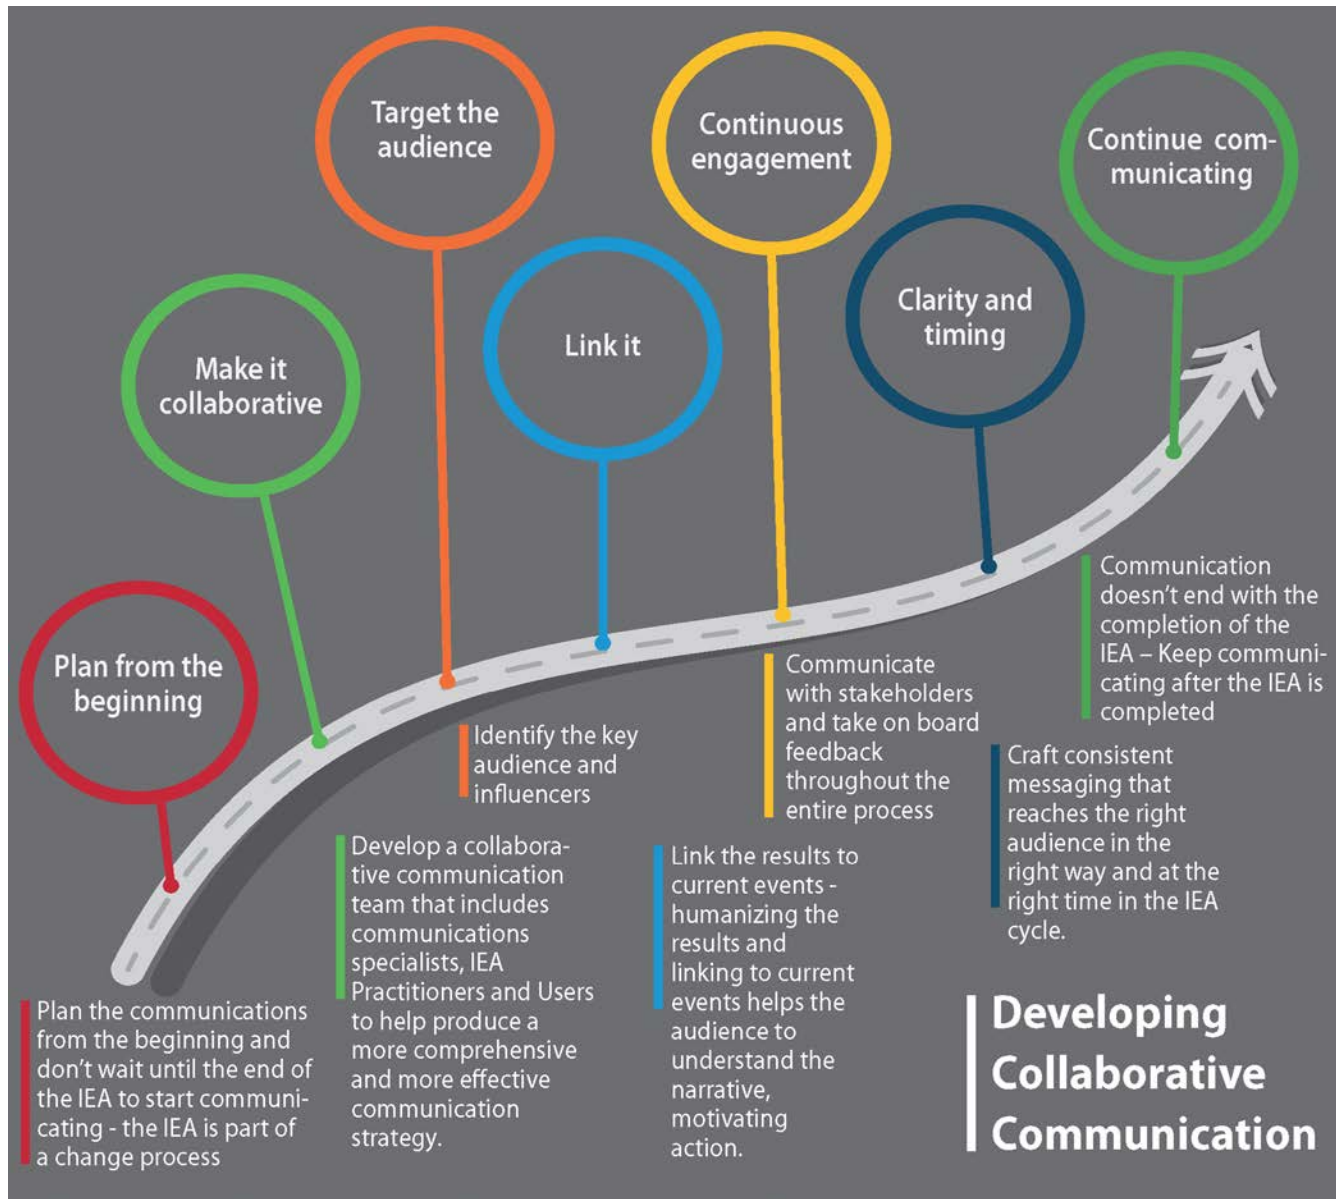 Target the
audience
Continuous
engagement
Continue com-
municating
Clarity and
timing
Link it
Make it
collaborative
Plan from the
beginning
Plan the communications
from the beginning and
don’t wait until the end of
the IEA to start communi-
cating - the IEA is part of
a change process
Develop a collabora-
tive communication
team that includes
communications
specialists, IEA
Practitioners and Users
to help produce a
more comprehensive
and more effective
communication
strategy.
Identify the key
audience and
influencers
Link the results to
current events -
humanizing the
results and
linking to current
events helps the
audience to
understand the
narrative,
motivating
action.
Communicate
with stakeholders
and take on board
feedback
throughout the
entire process
Craft consistent
messaging that
reaches the right
audience in the
right way and at the
right time in the IEA
cycle.
Communication
doesn’t end with the
completion of the
IEA – Keep communi-
cating after the IEA is
completed
Developing
Collaborative
Communication